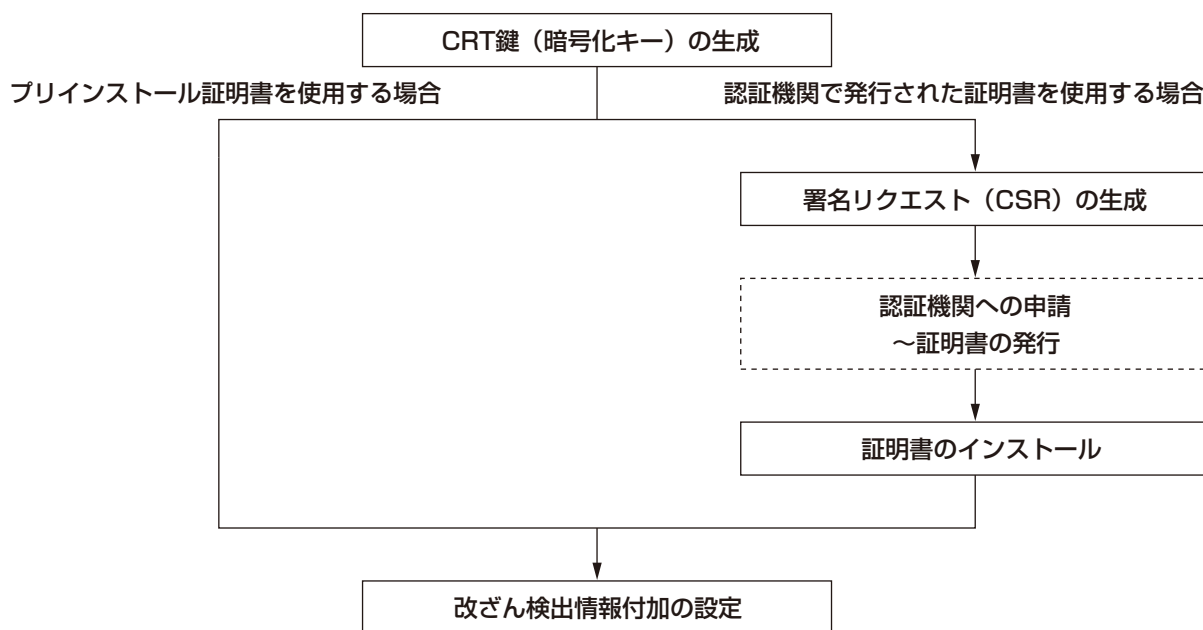 CRT鍵（暗号化キー）の生成
プリインストール証明書を使用する場合
認証機関で発行された証明書を使用する場合
署名リクエスト（CSR）の生成
認証機関への申請
～証明書の発行
証明書のインストール
改ざん検出情報付加の設定